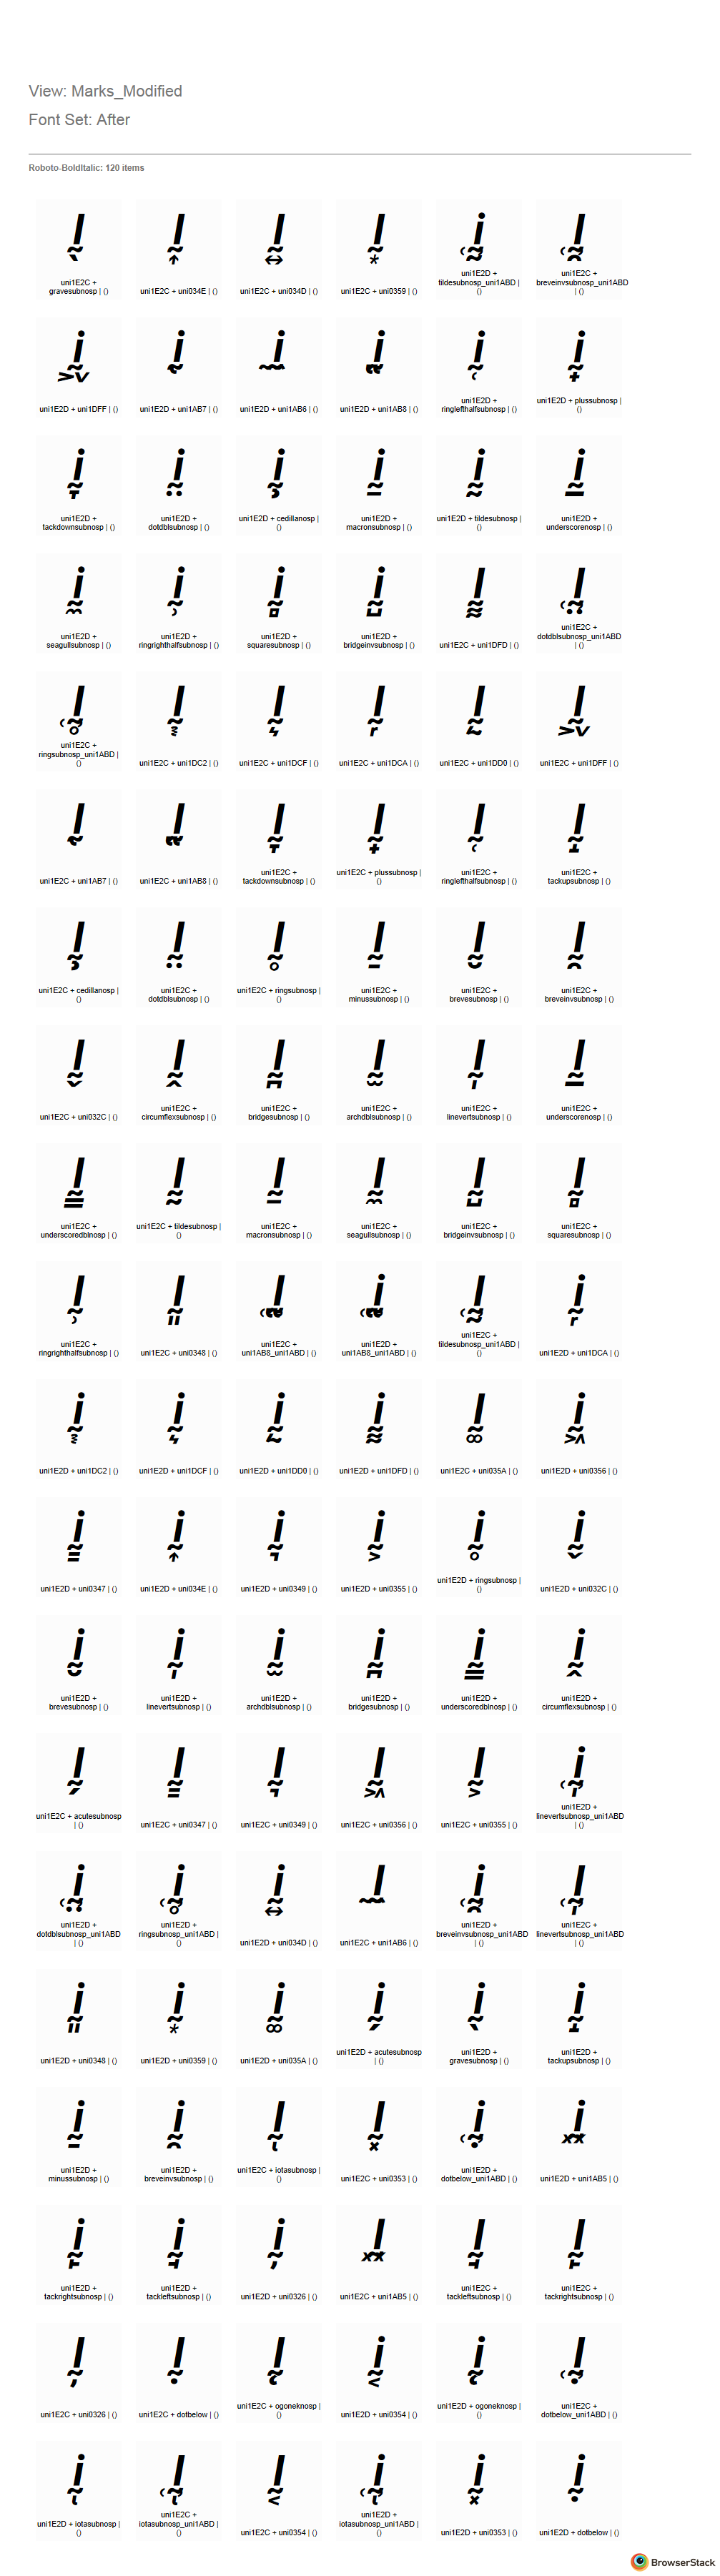 View: Marks_Modified
Font Set: After
Roboto-BoldItalic: 120 items
uni1E2C +
gravesubnosp | ()
uni1E2C + uni034E | ()
uni1E2C + uni034D | ()
uni1E2C + uni0359 | ()
uni1E2D +
tildesubnosp_uni1ABD |
()
uni1E2C +
breveinvsubnosp_uni1ABD
| ()
uni1E2D + uni1DFF | ()
uni1E2D + uni1AB7 | ()
uni1E2D + uni1AB6 | ()
uni1E2D + uni1AB8 | ()
uni1E2D +
ringlefthalfsubnosp | ()
uni1E2D + plussubnosp |
()
uni1E2D +
tackdownsubnosp | ()
uni1E2D +
dotdblsubnosp | ()
uni1E2D + cedillanosp |
()
uni1E2D +
macronsubnosp | ()
uni1E2D + tildesubnosp |
()
uni1E2D +
underscorenosp | ()
uni1E2D +
seagullsubnosp | ()
uni1E2D +
ringrighthalfsubnosp | ()
uni1E2D +
squaresubnosp | ()
uni1E2D +
bridgeinvsubnosp | ()
uni1E2C + uni1DFD | ()
uni1E2C +
dotdblsubnosp_uni1ABD
| ()
uni1E2C +
ringsubnosp_uni1ABD |
()
uni1E2C + uni1DC2 | ()
uni1E2C + uni1DCF | ()
uni1E2C + uni1DCA | ()
uni1E2C + uni1DD0 | ()
uni1E2C + uni1DFF | ()
uni1E2C + uni1AB7 | ()
uni1E2C + uni1AB8 | ()
uni1E2C +
tackdownsubnosp | ()
uni1E2C + plussubnosp |
()
uni1E2C +
ringlefthalfsubnosp | ()
uni1E2C +
tackupsubnosp | ()
uni1E2C + cedillanosp |
()
uni1E2C +
dotdblsubnosp | ()
uni1E2C + ringsubnosp |
()
uni1E2C +
minussubnosp | ()
uni1E2C +
brevesubnosp | ()
uni1E2C +
breveinvsubnosp | ()
uni1E2C + uni032C | ()
uni1E2C +
circumflexsubnosp | ()
uni1E2C +
bridgesubnosp | ()
uni1E2C +
archdblsubnosp | ()
uni1E2C +
linevertsubnosp | ()
uni1E2C +
underscorenosp | ()
uni1E2C +
underscoredblnosp | ()
uni1E2C + tildesubnosp |
()
uni1E2C +
macronsubnosp | ()
uni1E2C +
seagullsubnosp | ()
uni1E2C +
bridgeinvsubnosp | ()
uni1E2C +
squaresubnosp | ()
uni1E2C +
ringrighthalfsubnosp | ()
uni1E2C + uni0348 | ()
uni1E2C +
uni1AB8_uni1ABD | ()
uni1E2D +
uni1AB8_uni1ABD | ()
uni1E2C +
tildesubnosp_uni1ABD |
()
uni1E2D + uni1DCA | ()
uni1E2D + uni1DC2 | ()
uni1E2D + uni1DCF | ()
uni1E2D + uni1DD0 | ()
uni1E2D + uni1DFD | ()
uni1E2C + uni035A | ()
uni1E2D + uni0356 | ()
uni1E2D + uni0347 | ()
uni1E2D + uni034E | ()
uni1E2D + uni0349 | ()
uni1E2D + uni0355 | ()
uni1E2D + ringsubnosp |
()
uni1E2D + uni032C | ()
uni1E2D +
brevesubnosp | ()
uni1E2D +
linevertsubnosp | ()
uni1E2D +
archdblsubnosp | ()
uni1E2D +
bridgesubnosp | ()
uni1E2D +
underscoredblnosp | ()
uni1E2D +
circumflexsubnosp | ()
uni1E2C + acutesubnosp
| ()
uni1E2C + uni0347 | ()
uni1E2C + uni0349 | ()
uni1E2C + uni0356 | ()
uni1E2C + uni0355 | ()
uni1E2D +
linevertsubnosp_uni1ABD
| ()
uni1E2D +
dotdblsubnosp_uni1ABD
| ()
uni1E2D +
ringsubnosp_uni1ABD |
()
uni1E2D + uni034D | ()
uni1E2C + uni1AB6 | ()
uni1E2D +
breveinvsubnosp_uni1ABD
| ()
uni1E2C +
linevertsubnosp_uni1ABD
| ()
uni1E2D + uni0348 | ()
uni1E2D + uni0359 | ()
uni1E2D + uni035A | ()
uni1E2D + acutesubnosp
| ()
uni1E2D +
gravesubnosp | ()
uni1E2D +
tackupsubnosp | ()
uni1E2D +
minussubnosp | ()
uni1E2D +
breveinvsubnosp | ()
uni1E2C + iotasubnosp |
()
uni1E2C + uni0353 | ()
uni1E2D +
dotbelow_uni1ABD | ()
uni1E2D + uni1AB5 | ()
uni1E2D +
tackrightsubnosp | ()
uni1E2D +
tackleftsubnosp | ()
uni1E2D + uni0326 | ()
uni1E2C + uni1AB5 | ()
uni1E2C +
tackleftsubnosp | ()
uni1E2C +
tackrightsubnosp | ()
uni1E2C + uni0326 | ()
uni1E2C + dotbelow | ()
uni1E2C + ogoneknosp |
()
uni1E2D + uni0354 | ()
uni1E2D + ogoneknosp |
()
uni1E2C +
dotbelow_uni1ABD | ()
uni1E2D + iotasubnosp |
()
uni1E2C +
iotasubnosp_uni1ABD |
()
uni1E2C + uni0354 | ()
uni1E2D +
iotasubnosp_uni1ABD |
()
uni1E2D + uni0353 | ()
uni1E2D + dotbelow | ()
BrowserStack